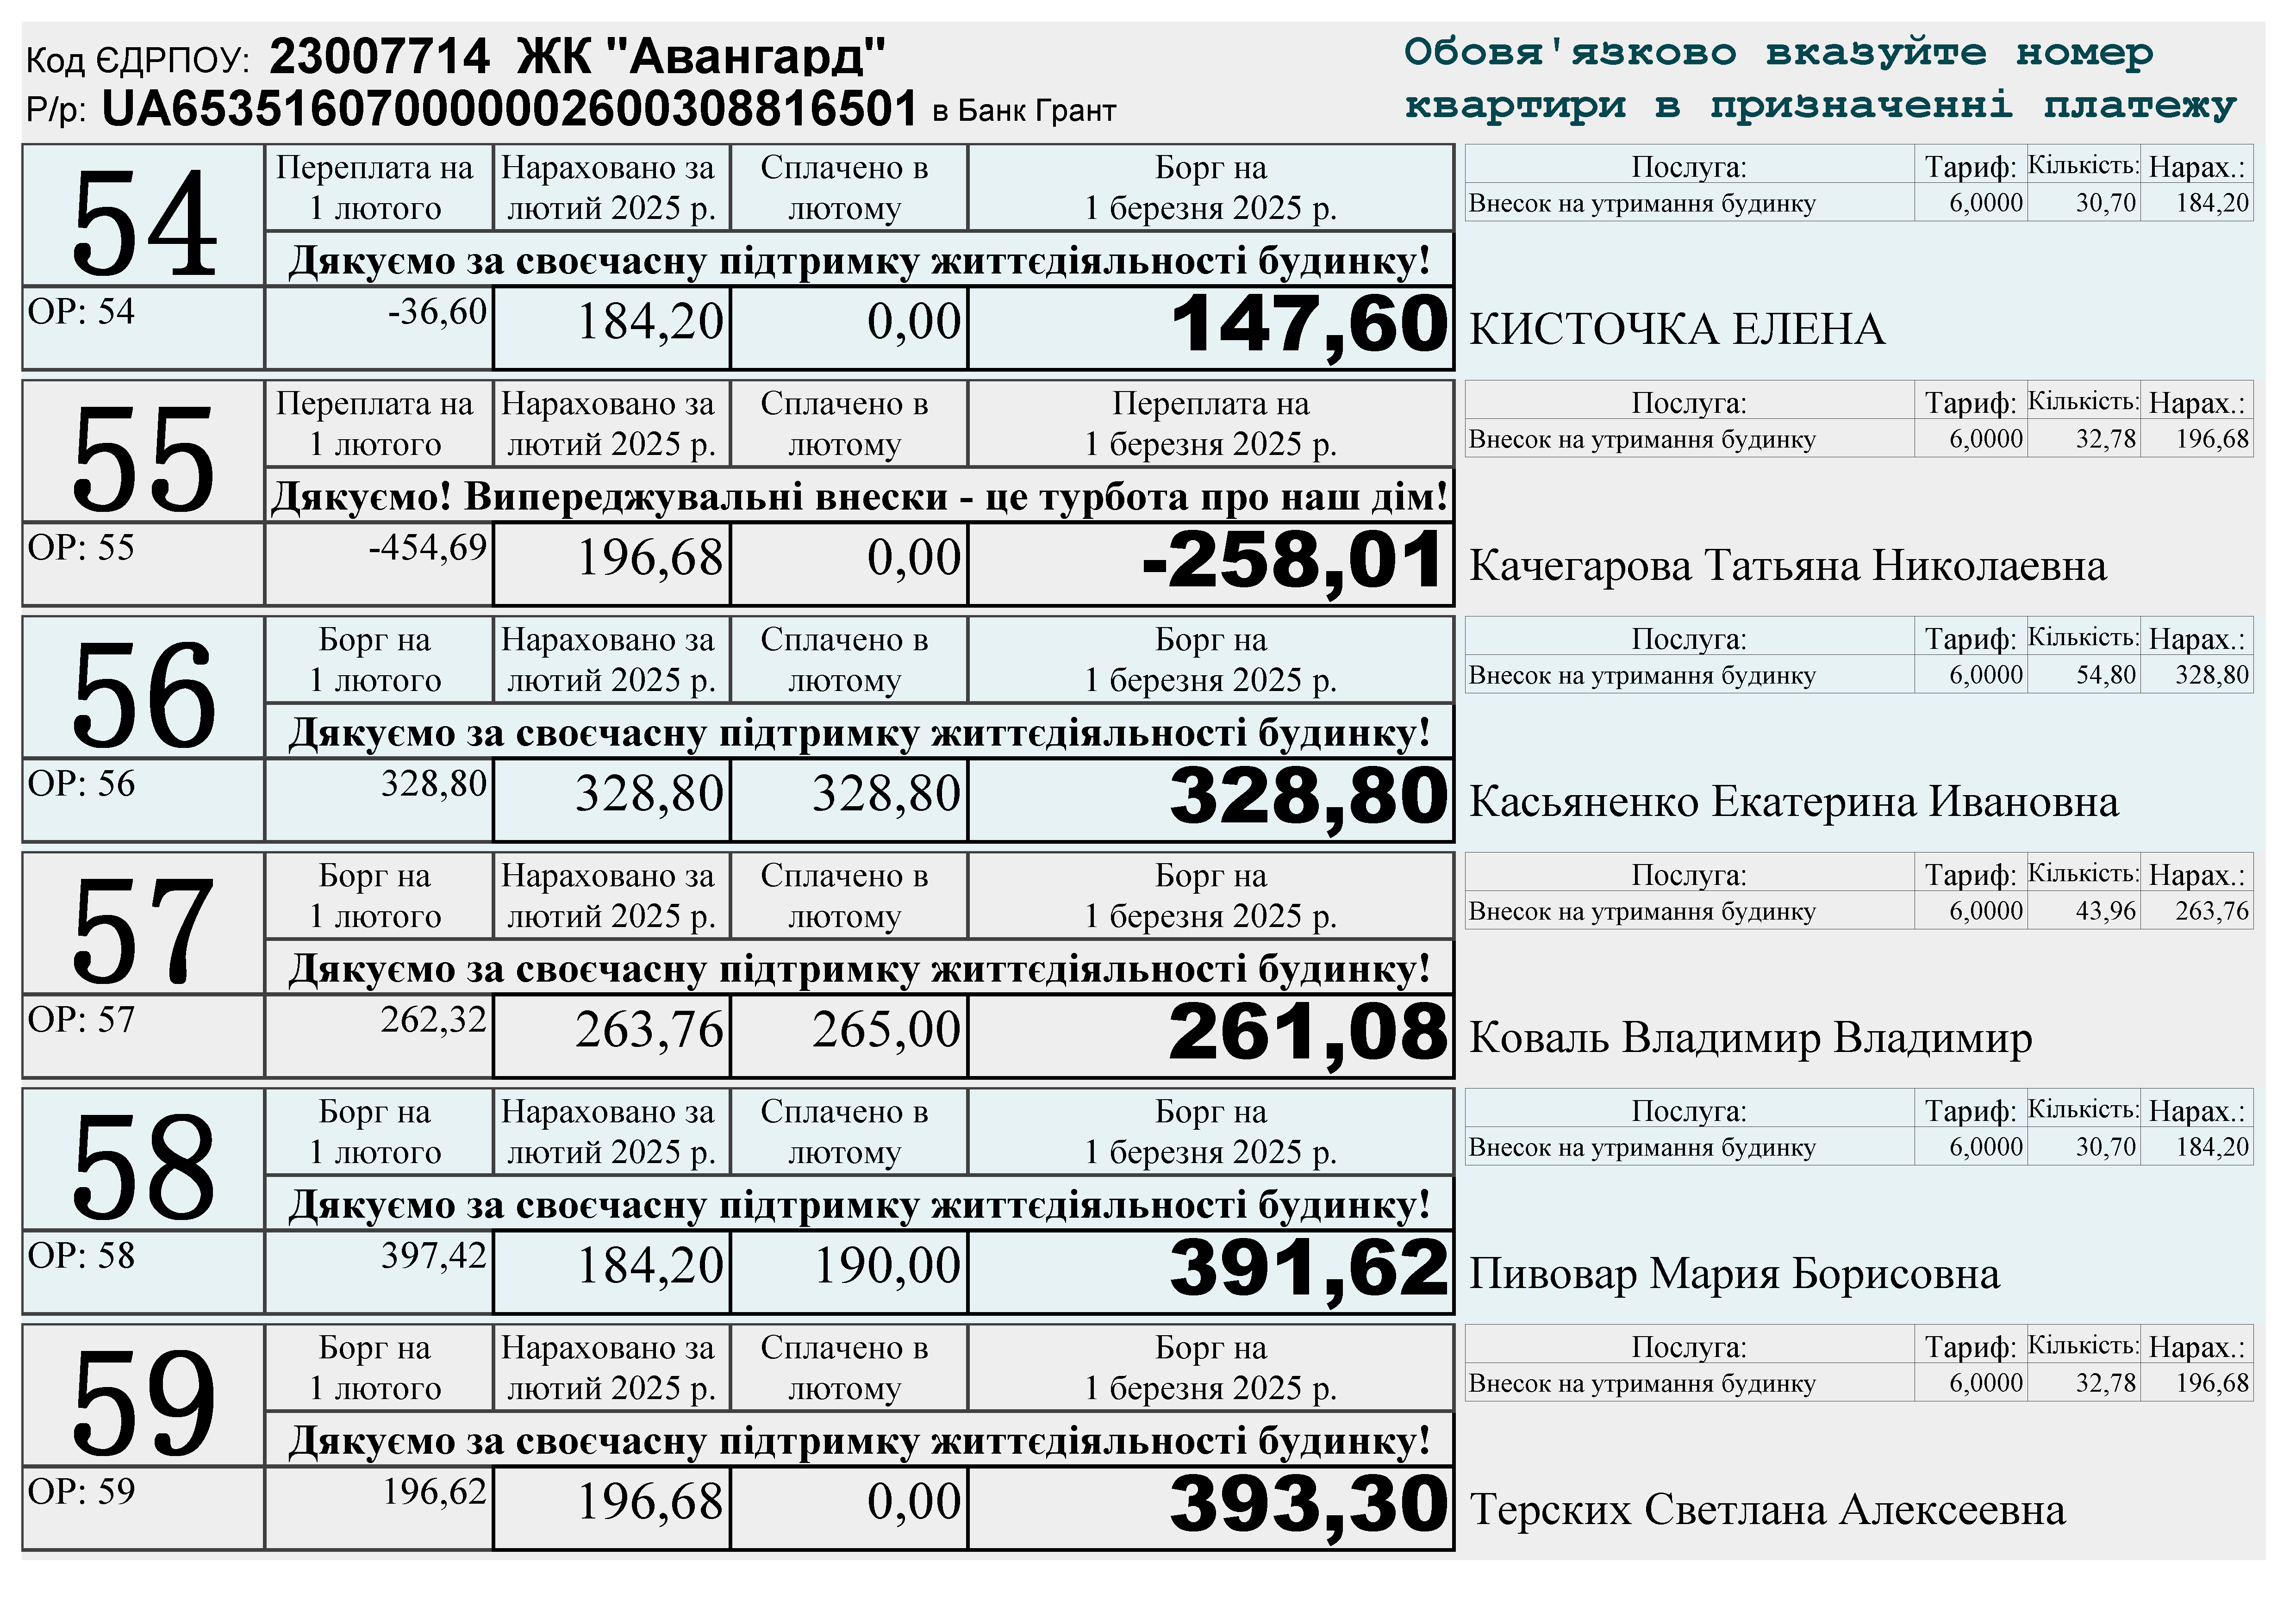 Код ЄДРПОУ: 23007714 ЖК "Авангард"
Р/р: UA653516070000002600308816501 в Банк Грант
Обовя'язково вказуйте номер
квартири в призначенні платежу
54
Переплата на 1 лютого
Нараховано за лютий 2025 р.
Сплачено в лютому
Борг на 1 березня 2025 р.
Дякуємо за своєчасну підтримку життєдіяльності будинку!
ОР: 54 -36,60 184,20 0,00 147,60
Послуга: Тариф: Кількість: Нарах.:
Внесок на утримання будинку 6,0000 30,70 184,20
КИСТОЧКА ЕЛЕНА
55
Переплата на 1 лютого
Нараховано за лютий 2025 р.
Сплачено в лютому
Переплата на 1 березня 2025 р.
Дякуємо! Випереджувальні внески - це турбота про наш дім!
ОР: 55 -454,69 196,68 0,00 -258,01
Послуга: Тариф: Кількість: Нарах.:
Внесок на утримання будинку 6,0000 32,78 196,68
Качегарова Татьяна Николаевна
56
Борг на 1 лютого
Нараховано за лютий 2025 р.
Сплачено в лютому
Борг на 1 березня 2025 р.
Дякуємо за своєчасну підтримку життєдіяльності будинку!
ОР: 56 328,80 328,80 328,80 328,80
Послуга: Тариф: Кількість: Нарах.:
Внесок на утримання будинку 6,0000 54,80 328,80
Касьяненко Екатерина Ивановна
57
Борг на 1 лютого
Нараховано за лютий 2025 р.
Сплачено в лютому
Борг на 1 березня 2025 р.
Дякуємо за своєчасну підтримку життєдіяльності будинку!
ОР: 57 262,32 263,76 265,00 261,08
Послуга: Тариф: Кількість: Нарах.:
Внесок на утримання будинку 6,0000 43,96 263,76
Коваль Владимир Владимир
58
Борг на 1 лютого
Нараховано за лютий 2025 р.
Сплачено в лютому
Борг на 1 березня 2025 р.
Дякуємо за своєчасну підтримку життєдіяльності будинку!
ОР: 58 397,42 184,20 190,00 391,62
Послуга: Тариф: Кількість: Нарах.:
Внесок на утримання будинку 6,0000 30,70 184,20
Пивовар Мария Борисовна
59
Борг на 1 лютого
Нараховано за лютий 2025 р.
Сплачено в лютому
Борг на 1 березня 2025 р.
Дякуємо за своєчасну підтримку життєдіяльності будинку!
ОР: 59 196,62 196,68 0,00 393,30
Послуга: Тариф: Кількість: Нарах.:
Внесок на утримання будинку 6,0000 32,78 196,68
Терских Светлана Алексеевна